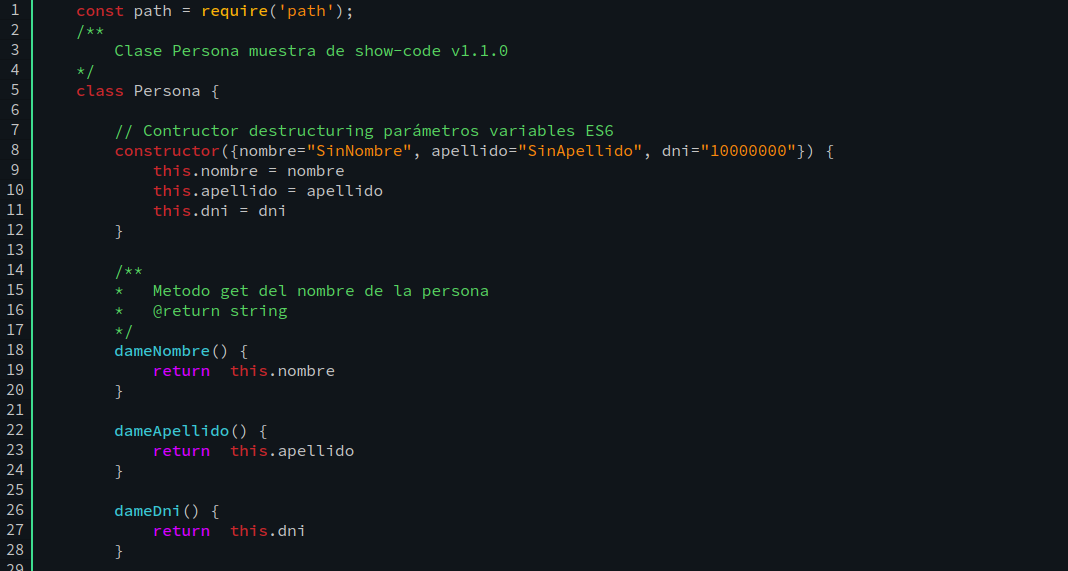 1 const path = require('path');
2 /**
3 Clase Persona muestra de show-code v1.1.0
4 */
5 class Persona {
6
7 // Contructor destructuring parámetros variables ES6
8 constructor({nombre="SinNombre", apellido="SinApellido", dni="10000000"}) {
9 this.nombre = nombre
10 this.apellido = apellido
11 this.dni = dni
12 }
13
14 /**
15 * Metodo get del nombre de la persona
16 * @return string
17 */
18 dameNombre() {
19 return this.nombre
20 }
21
22 dameApellido() {
23 return this.apellido
24 }
25
26 dameDni() {
27 return this.dni
28 }
29